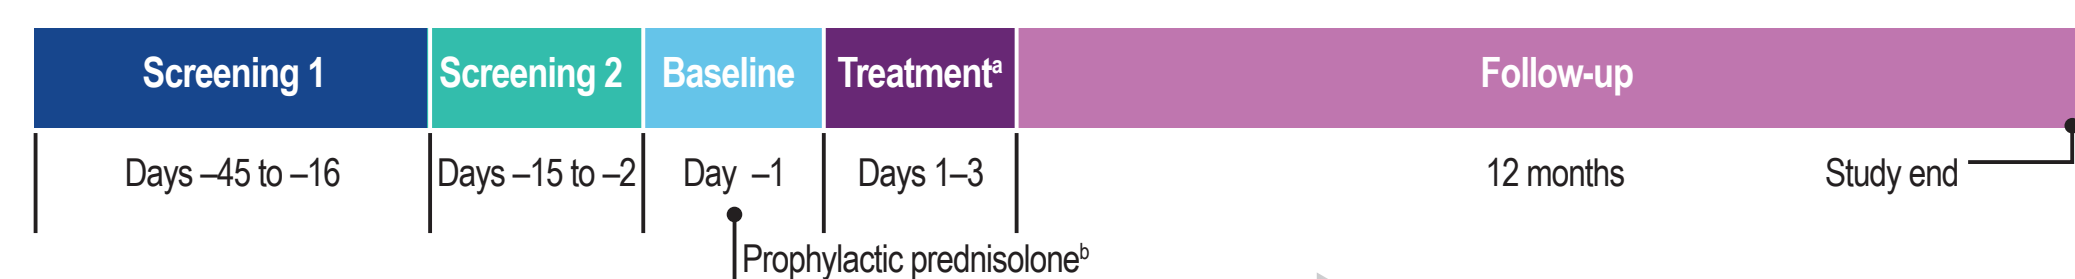 Screening 1 Screening 2 Baseline Treatmentᵃ Follow-up
Days –45 to –16 Days –15 to –2 Day –1 Days 1–3 12 months Study end
Prophylactic prednisoloneᵇ